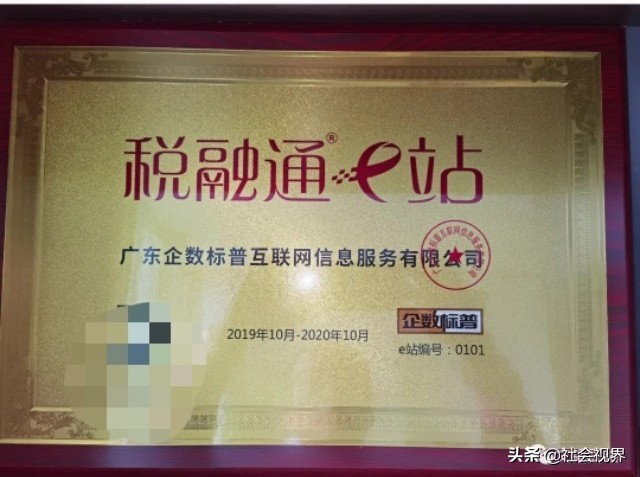 税融通®e站
广东企数标普互联网信息服务有限公司
2019年10月-2020年10月
企数标普
e站编号：0101
头条@社会视界